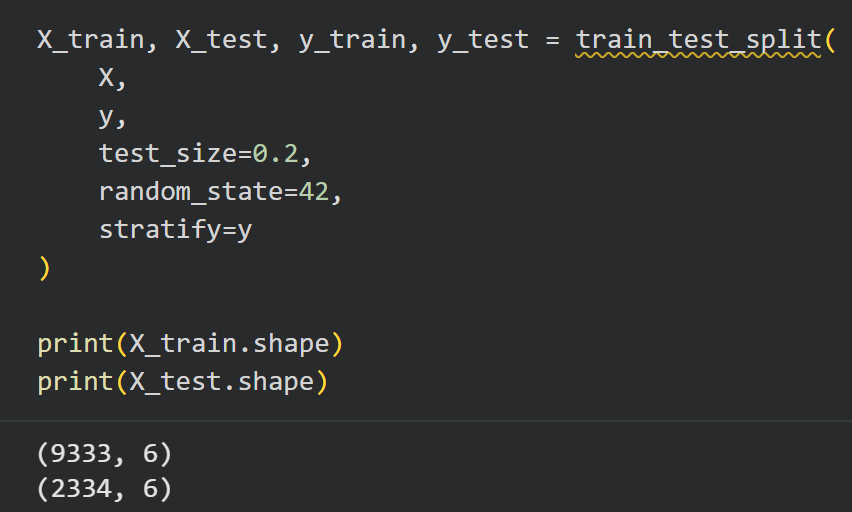 X_train, X_test, y_train, y_test = train_test_split(
    X,
    y,
    test_size=0.2,
    random_state=42,
    stratify=y
)
print(X_train.shape)
print(X_test.shape)
(9333, 6)
(2334, 6)